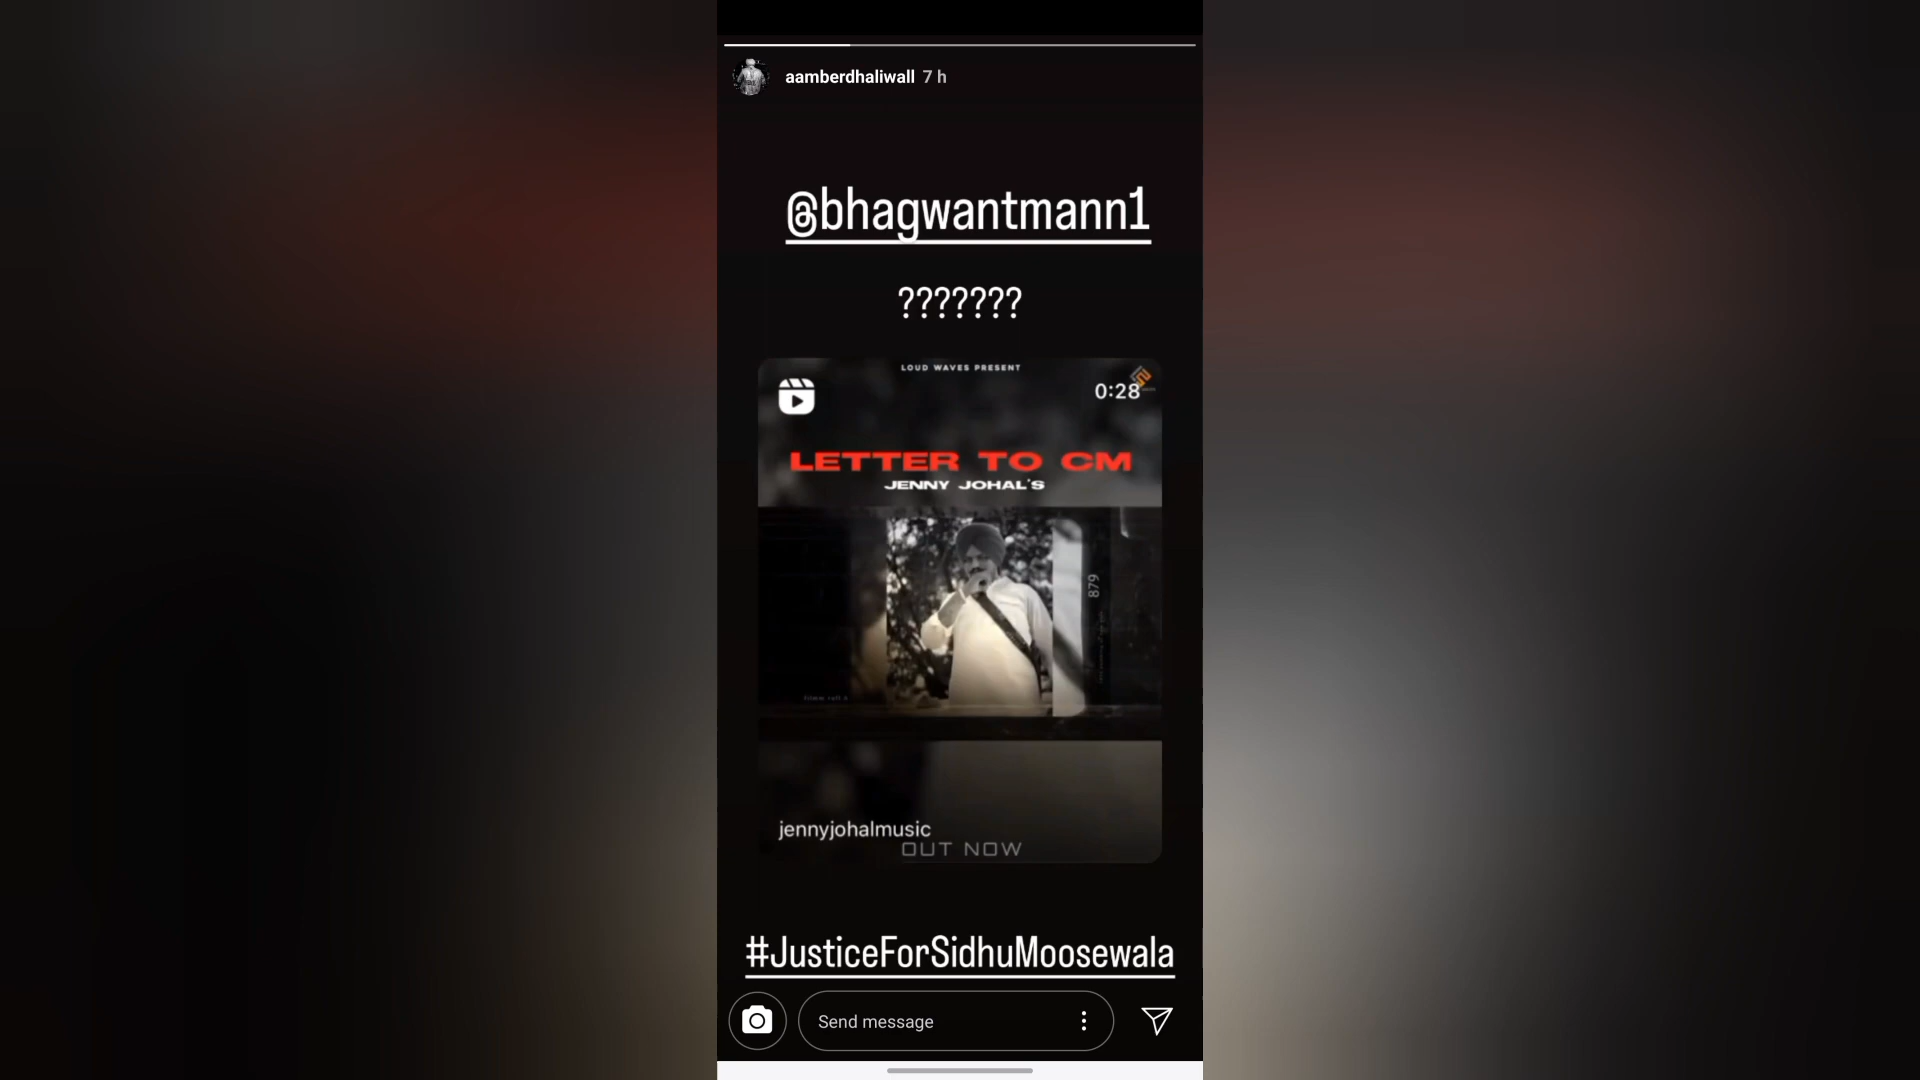 aamberdhaliwall 7 h
@bhagwantmann1
???????
LOUD WAVES PRESENT
0:28
LETTER TO CM
JENNY JOHAL'S
879
jennyjohalmusic
OUT NOW
#JusticeForSidhuMoosewala
Send message